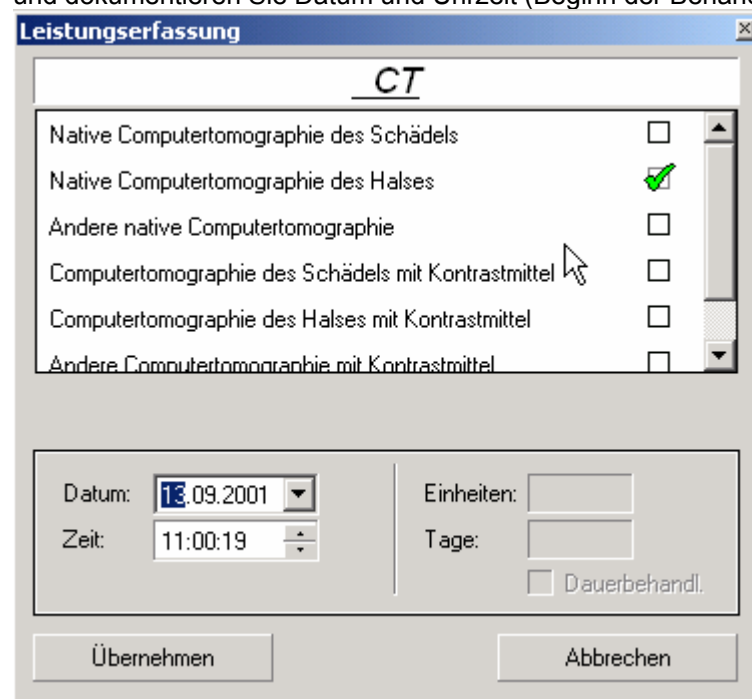 und dokumentieren Sie Datum und Uhrzeit (Beginn der Behan
Leistungserfassung
CT
Native Computertomographie des Schädels
Native Computertomographie des Halses
Andere native Computertomographie
Computertomographie des Schädels mit Kontrastmittel
Computertomographie des Halses mit Kontrastmittel
Andere Computertomographie mit Kontrastmittel
Datum: 13.09.2001 Einheiten:
Zeit: 11:00:19 Tage:
Dauerbehandl.
Übernehmen Abbrechen